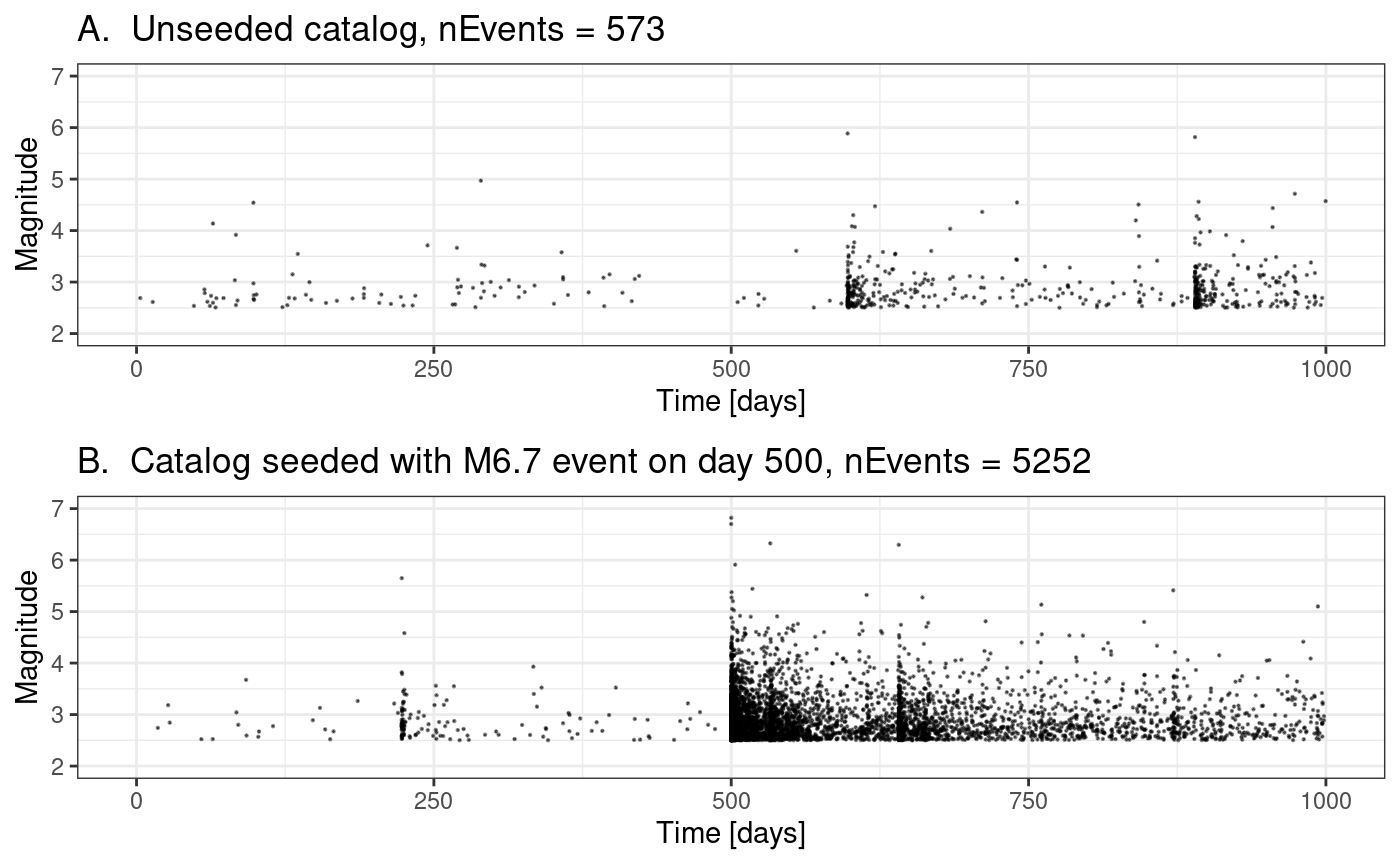 A.  Unseeded catalog, nEvents = 573
7
6
5
4
3
2
Magnitude
0 250 500 750 1000
Time [days]
B.  Catalog seeded with M6.7 event on day 500, nEvents = 5252
7
6
5
4
3
2
Magnitude
0 250 500 750 1000
Time [days]